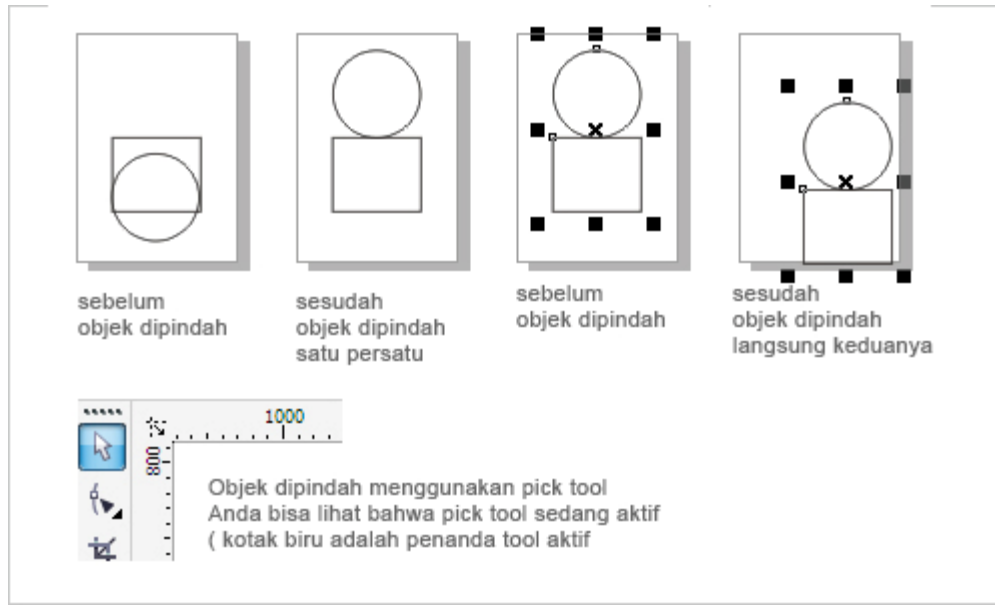 sebelum
objek dipindah
sesudah
objek dipindah
satu persatu
sebelum
objek dipindah
sesudah
objek dipindah
langsung keduanya
1000
800
Objek dipindah menggunakan pick tool
Anda bisa lihat bahwa pick tool sedang aktif
( kotak biru adalah penanda tool aktif